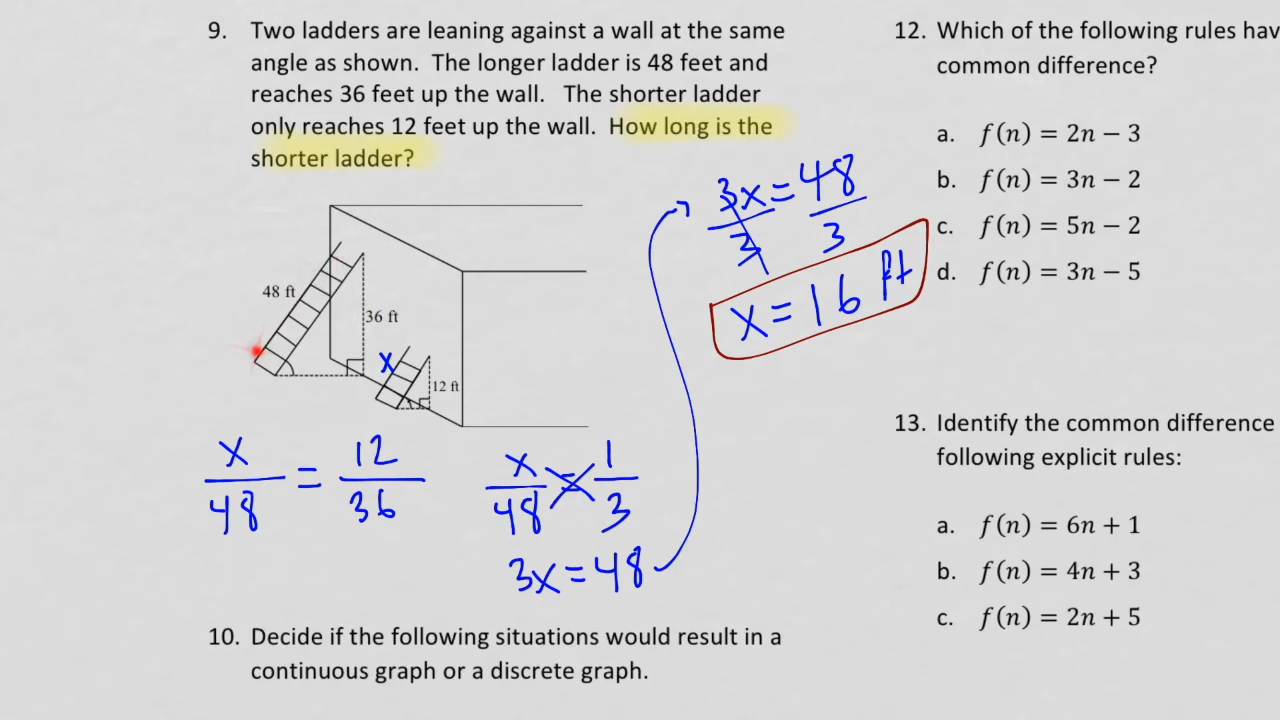 9. Two ladders are leaning against a wall at the same
angle as shown. The longer ladder is 48 feet and
reaches 36 feet up the wall. The shorter ladder
only reaches 12 feet up the wall. How long is the
shorter ladder?
48 ft
36 ft
x
12 ft
x/48 = 12/36
x/48 = 1/3
3x=48
3x/3 = 48/3
x=16 ft
10. Decide if the following situations would result in a
continuous graph or a discrete graph.
12. Which of the following rules hav
common difference?
a. f(n) = 2n − 3
b. f(n) = 3n − 2
c. f(n) = 5n − 2
d. f(n) = 3n − 5
13. Identify the common difference
following explicit rules:
a. f(n) = 6n + 1
b. f(n) = 4n + 3
c. f(n) = 2n + 5